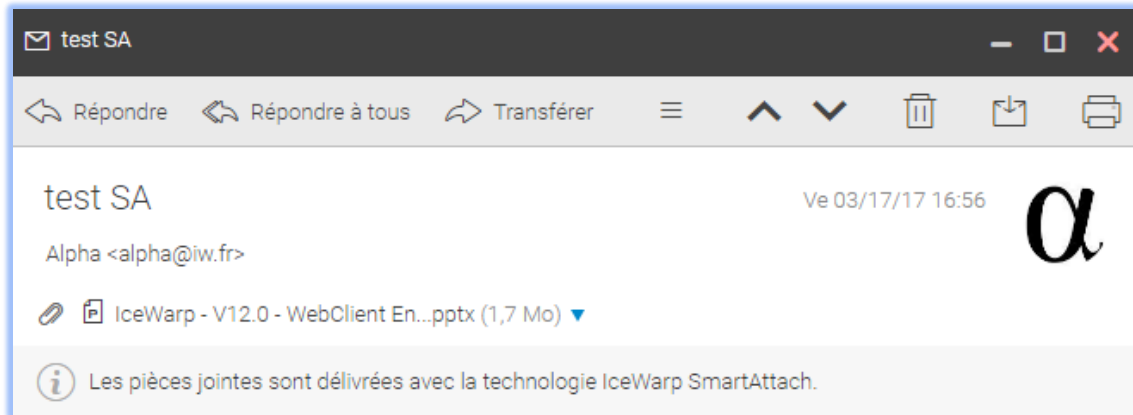 test SA
Répondre Répondre à tous Transférer
test SA
Ve 03/17/17 16:56
α
Alpha <alpha@iw.fr>
IceWarp - V12.0 - WebClient En...pptx (1,7 Mo)
Les pièces jointes sont délivrées avec la technologie IceWarp SmartAttach.